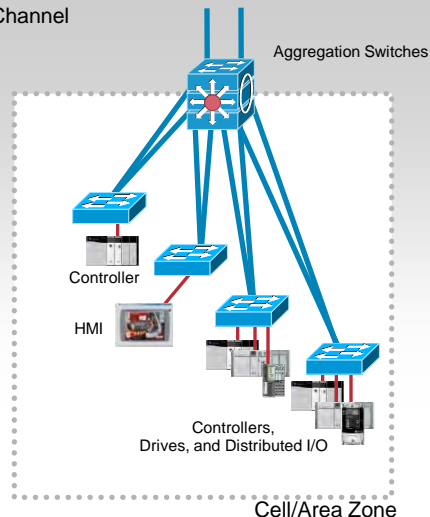 Channel
Aggregation Switches
Controller
HMI
Controllers,
Drives, and Distributed I/O
Cell/Area Zone